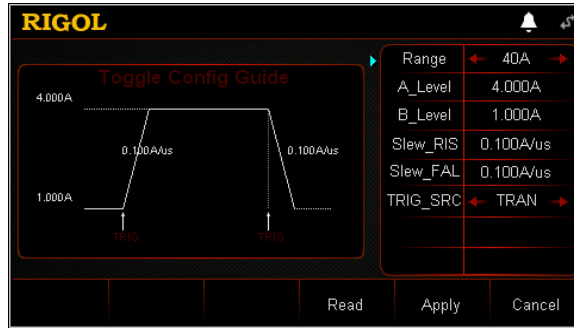 RIGOL
Toggle Config Guide
4.000A
0.100A/us
0.100A/us
1.000A
TRIG
TRIG
Range 40A
A_Level 4.000A
B_Level 1.000A
Slew_RIS 0.100A/us
Slew_FAL 0.100A/us
TRIG_SRC TRAN
Read Apply Cancel